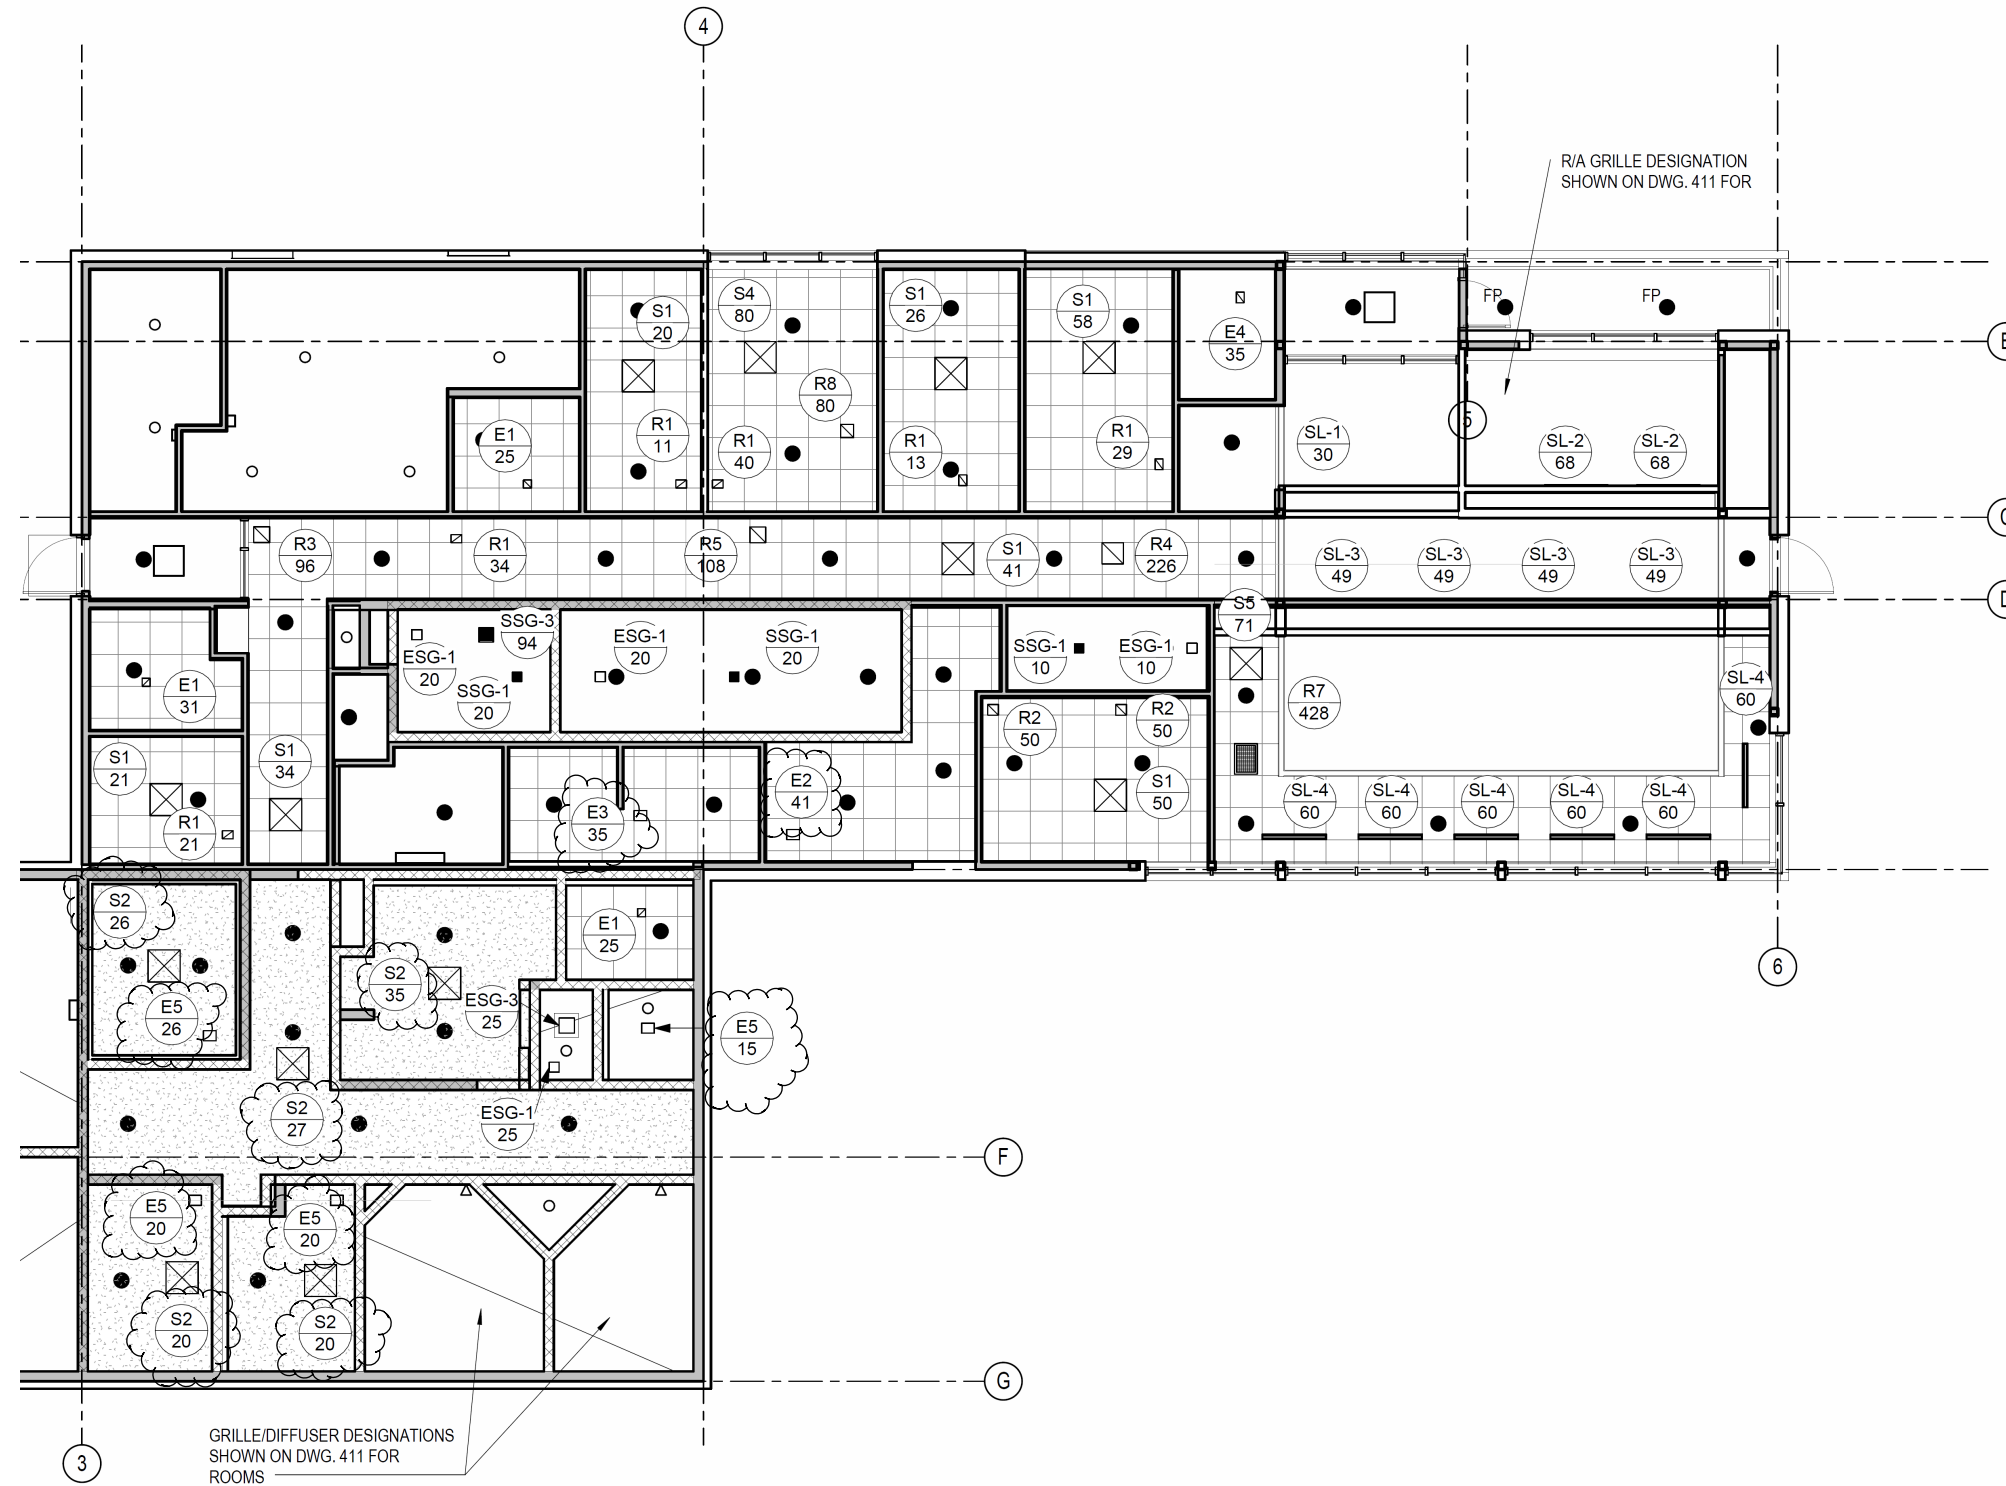 4
R/A GRILLE DESIGNATION
SHOWN ON DWG. 411 FOR
FP
FP
S1
20
S4
80
S1
26
S1
58
E4
35
R8
80
E1
25
R1
11
R1
40
R1
13
R1
29
SL-1
30
5
SL-2
68
SL-2
68
R3
96
R1
34
R5
108
S1
41
R4
226
SL-3
49
SL-3
49
SL-3
49
SL-3
49
S5
71
ESG-1
20
SSG-3
94
SSG-1
20
ESG-1
20
SSG-1
20
SSG-1
10
ESG-1
10
E1
31
R7
428
SL-4
60
S1
21
S1
34
R2
50
R2
50
R1
21
E3
35
E2
41
S1
50
SL-4
60
SL-4
60
SL-4
60
SL-4
60
SL-4
60
S2
26
E1
25
S2
35
ESG-3
25
6
E5
26
E5
15
S2
27
ESG-1
25
F
E5
20
E5
20
S2
20
S2
20
G
GRILLE/DIFFUSER DESIGNATIONS
SHOWN ON DWG. 411 FOR
ROOMS
3